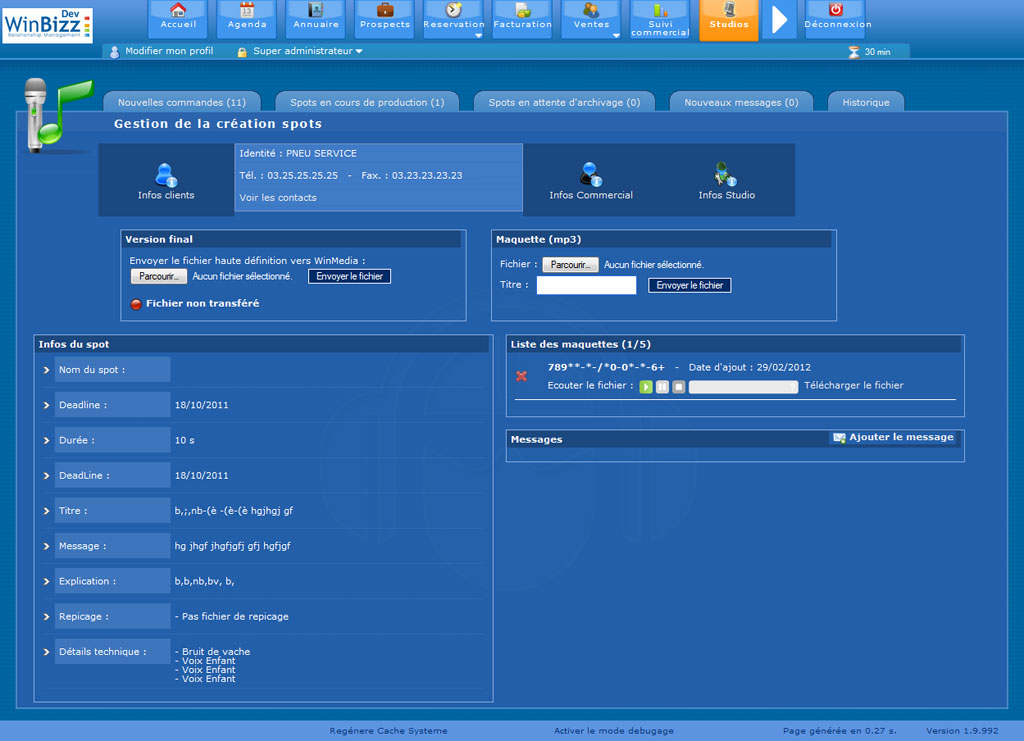 WinBizz Dev
Relationship Management
Accueil
Agenda
Annuaire
Prospects
Reservation
Facturation
Ventes
Suivi commercial
Studios
Déconnexion
Modifier mon profil
Super administrateur
30 min
Nouvelles commandes (11)
Spots en cours de production (1)
Spots en attente d'archivage (0)
Nouveaux messages (0)
Historique
Gestion de la création spots
Infos clients
Identité : PNEU SERVICE
Tél. : 03.25.25.25.25 - Fax. : 03.23.23.23.23
Voir les contacts
Infos Commercial
Infos Studio
Version final
Envoyer le fichier haute définition vers WinMedia :
Parcourir... Aucun fichier sélectionné. Envoyer le fichier
Fichier non transféré
Maquette (mp3)
Fichier : Parcourir... Aucun fichier sélectionné.
Titre : Envoyer le fichier
Infos du spot
Nom du spot :
Deadline : 18/10/2011
Durée : 10 s
DeadLine : 18/10/2011
Titre : b,;,nb-(è -(è-(è hgjhgj gf
Message : hg jhgf jhgfjgfj gfj hgfjgf
Explication : b,b,nb,bv, b,
Repicage : - Pas fichier de repicage
Détails technique : - Bruit de vache
- Voix Enfant
- Voix Enfant
- Voix Enfant
Liste des maquettes (1/5)
789**-*-/*0-0*-*-6+ - Date d'ajout : 29/02/2012
Ecouter le fichier : Télécharger le fichier
Messages
Ajouter le message
Regénere Cache Systeme
Activer le mode debugage
Page générée en 0.27 s.
Version 1.9.992